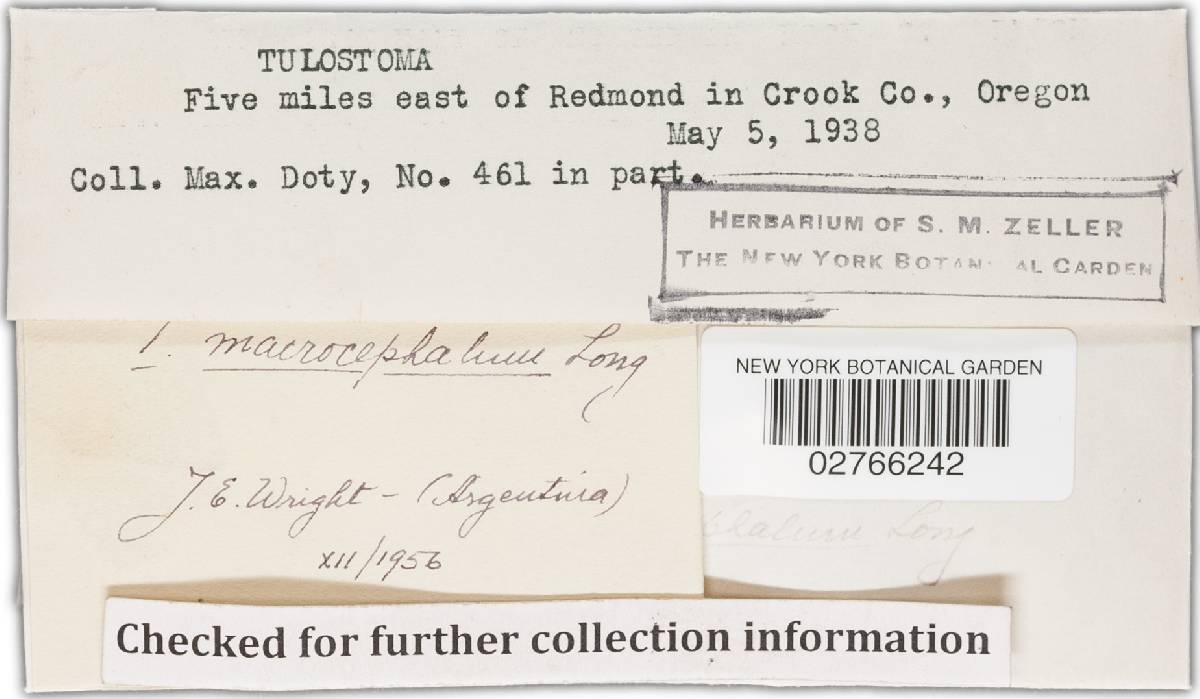 TULOSTOMA
Five miles east of Redmond in Crook Co., Oregon
May 5, 1938
Coll. Max. Doty, No. 461 in part.
HERBARIUM OF S. M. ZELLER
THE NEW YORK BOTANICAL GARDEN
T. macrocephalum Long
NEW YORK BOTANICAL GARDEN
02766242
J. E. Wright - (Argentina)
XII/1956
phalum Long
Checked for further collection information